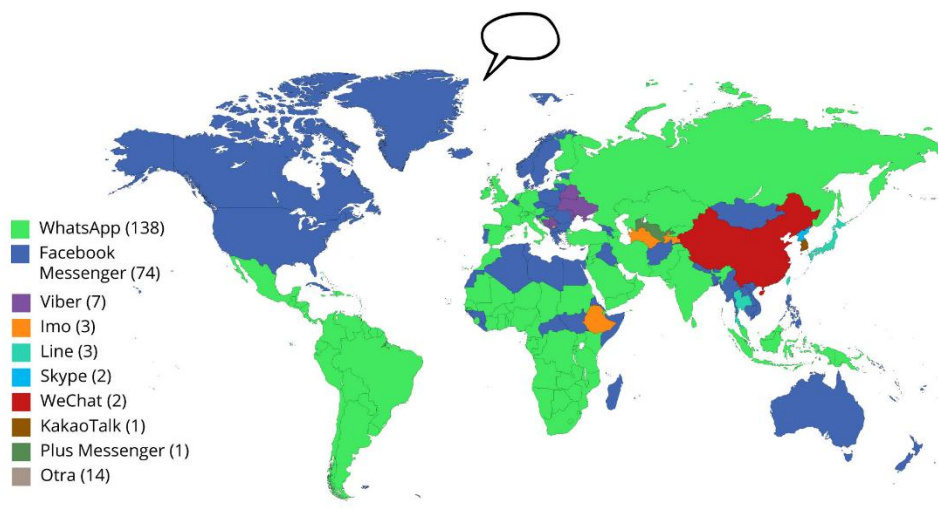 WhatsApp (138)
Facebook
Messenger (74)
Viber (7)
Imo (3)
Line (3)
Skype (2)
WeChat (2)
KakaoTalk (1)
Plus Messenger (1)
Otra (14)